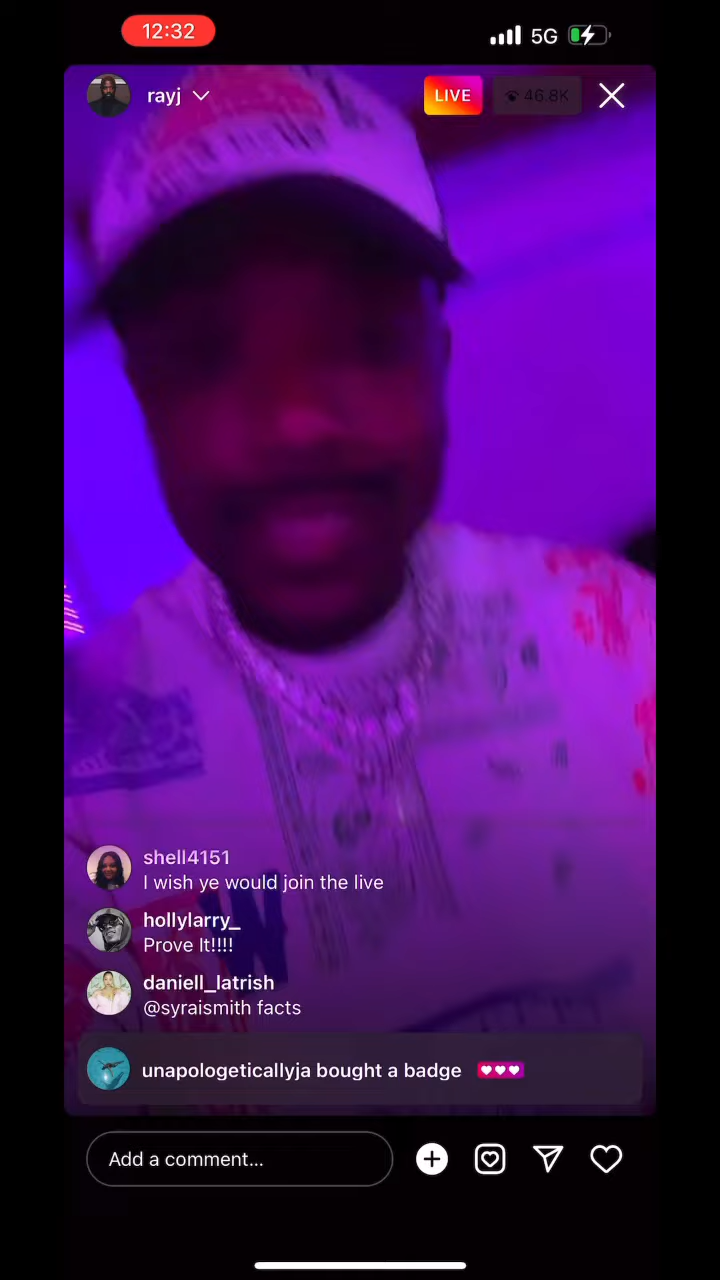 12:32
5G
rayj
LIVE
46.8K
shell4151
I wish ye would join the live
hollylarry_
Prove It!!!!
daniell_latrish
@syraismith facts
unapologeticallyja bought a badge
Add a comment...